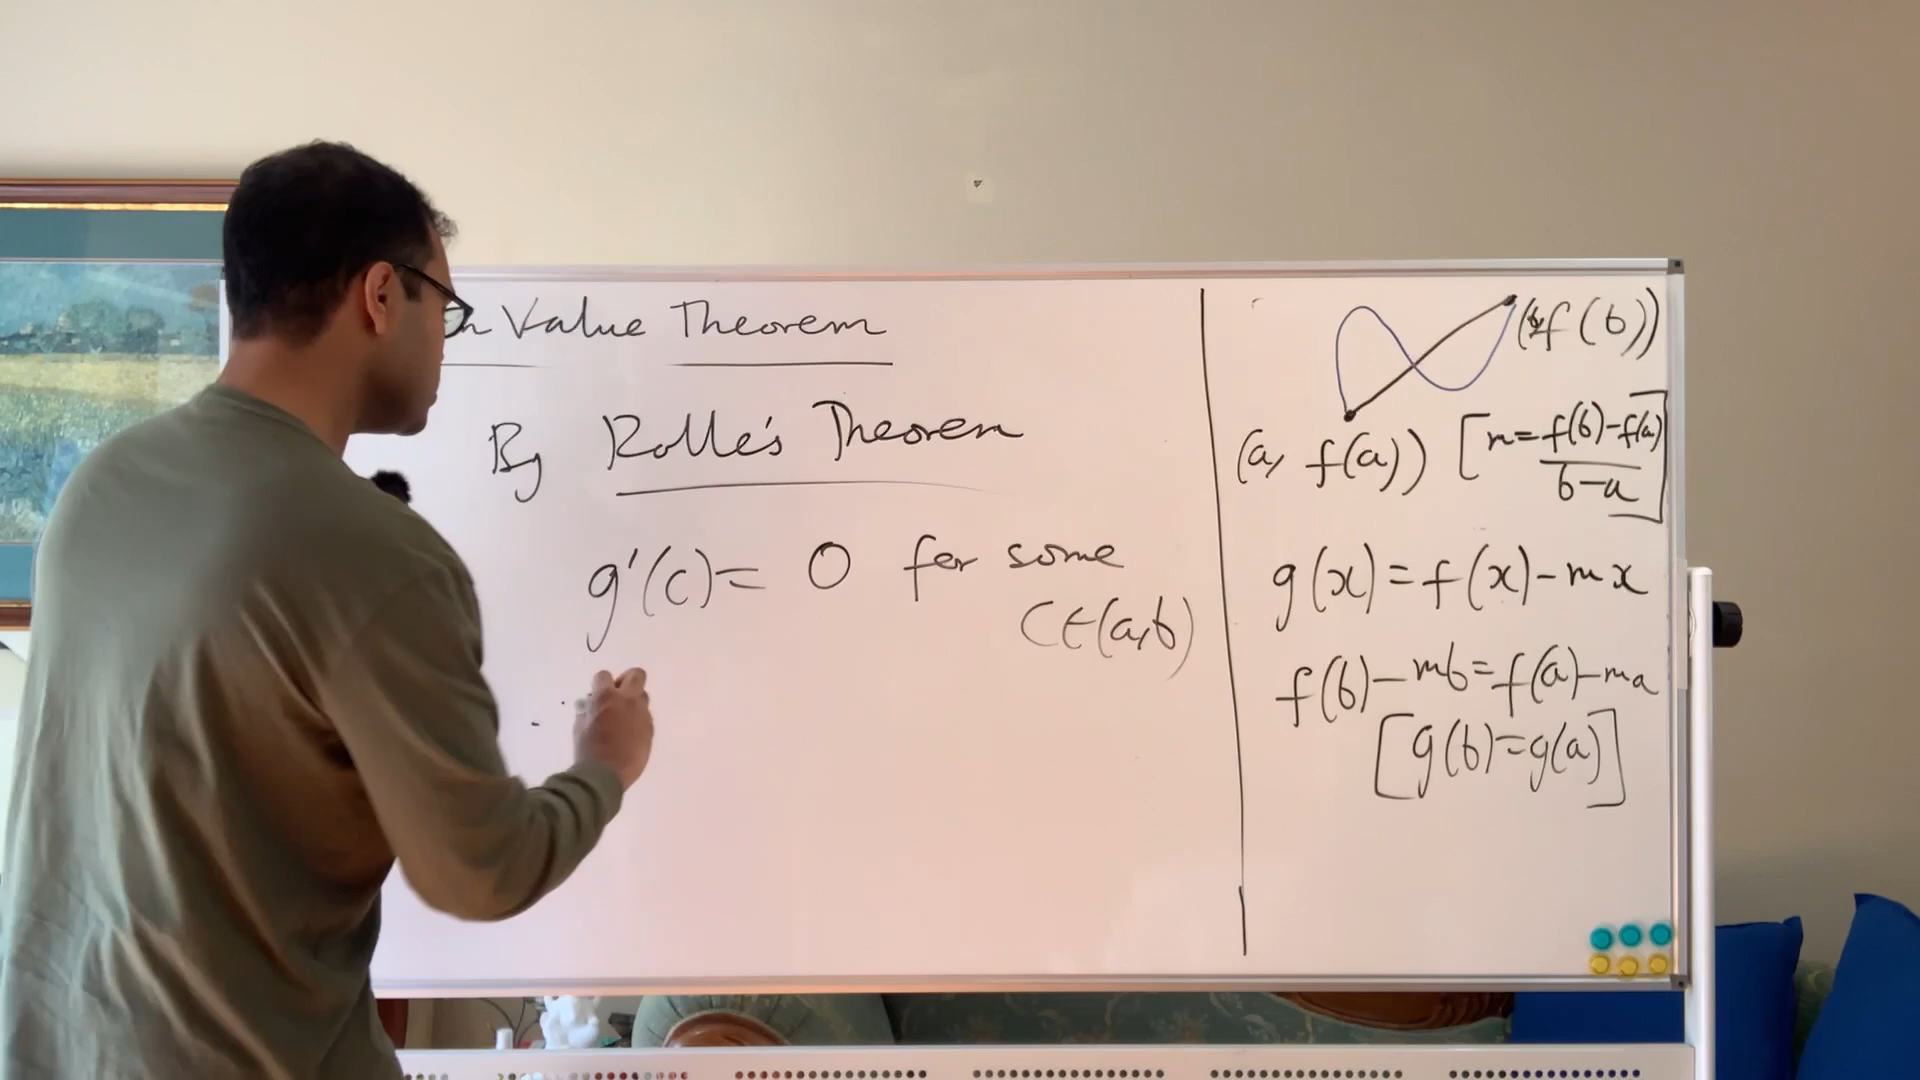 n Value Theorem
By Rolle's Theorem
g'(c) = 0 for some
c∈(a,b)
(b, f(b))
(a, f(a)) [m = f(b)-f(a)
b-a]
g(x) = f(x) - mx
f(b) - mb = f(a) - ma
[g(b) = g(a)]